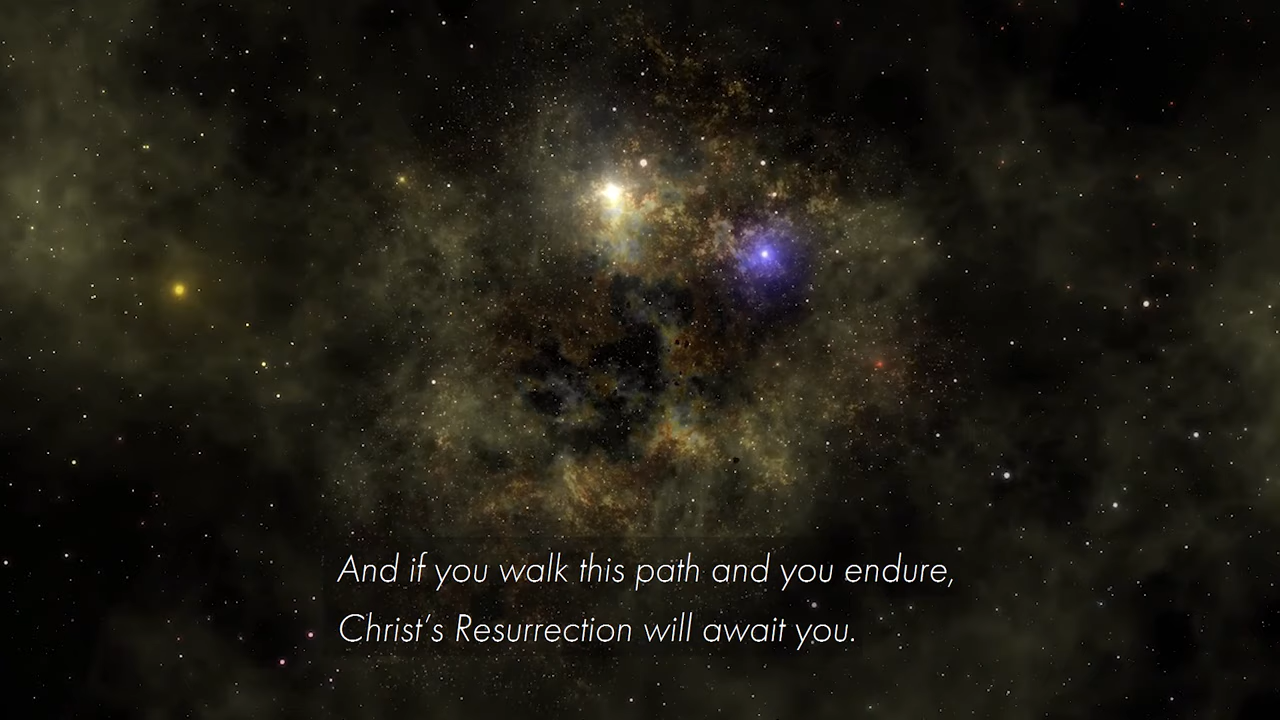 And if you walk this path and you endure,
Christ's Resurrection will await you.